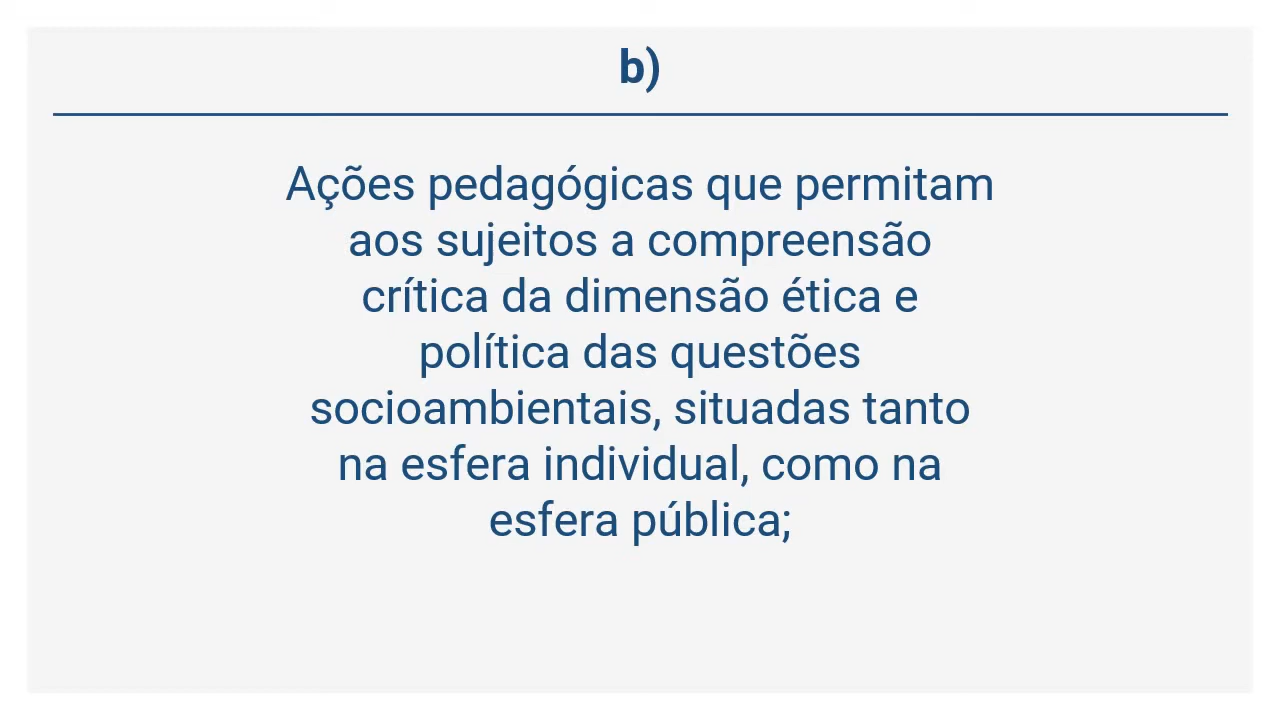 b)
Ações pedagógicas que permitam
aos sujeitos a compreensão
crítica da dimensão ética e
política das questões
socioambientais, situadas tanto
na esfera individual, como na
esfera pública;